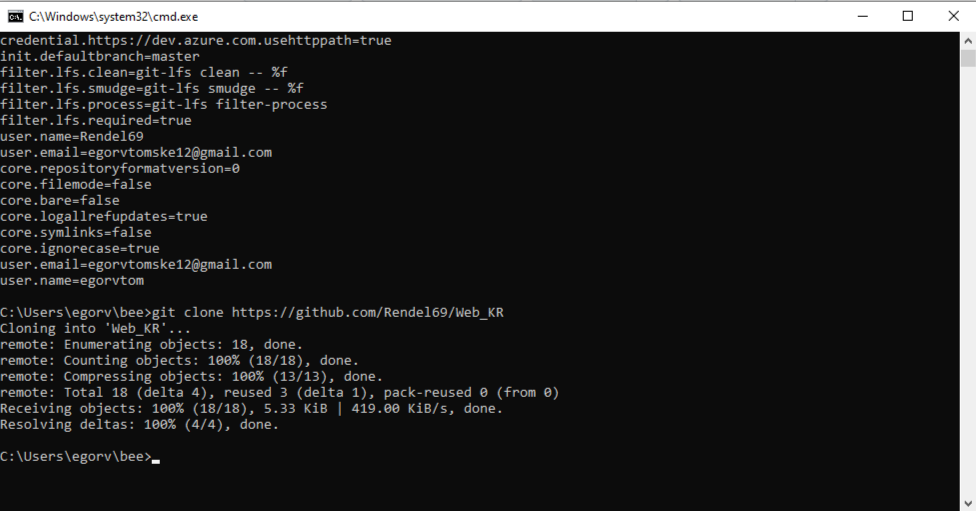 C:\Windows\system32\cmd.exe
credential.https://dev.azure.com.usehttppath=true
init.defaultbranch=master
filter.lfs.clean=git-lfs clean -- %f
filter.lfs.smudge=git-lfs smudge -- %f
filter.lfs.process=git-lfs filter-process
filter.lfs.required=true
user.name=Rendel69
user.email=egorvtomske12@gmail.com
core.repositoryformatversion=0
core.filemode=false
core.bare=false
core.logallrefupdates=true
core.symlinks=false
core.ignorecase=true
user.email=egorvtomske12@gmail.com
user.name=egorvtom
C:\Users\egorv\bee>git clone https://github.com/Rendel69/Web_KR
Cloning into 'Web_KR'...
remote: Enumerating objects: 18, done.
remote: Counting objects: 100% (18/18), done.
remote: Compressing objects: 100% (13/13), done.
remote: Total 18 (delta 4), reused 3 (delta 1), pack-reused 0 (from 0)
Receiving objects: 100% (18/18), 5.33 KiB | 419.00 KiB/s, done.
Resolving deltas: 100% (4/4), done.
C:\Users\egorv\bee>